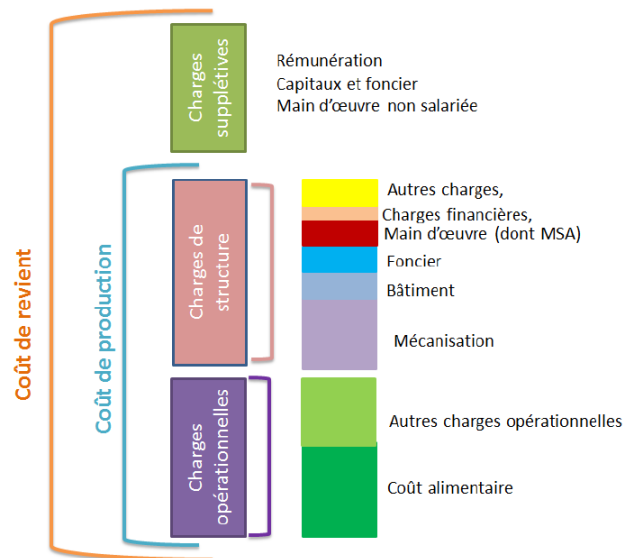 Coût de revient
Coût de production
Charges
supplétives
Rémunération
Capitaux et foncier
Main d'œuvre non salariée
Charges de
structure
Autres charges,
Charges financières,
Main d'œuvre (dont MSA)
Foncier
Bâtiment
Mécanisation
Charges
opérationnelles
Autres charges opérationnelles
Coût alimentaire